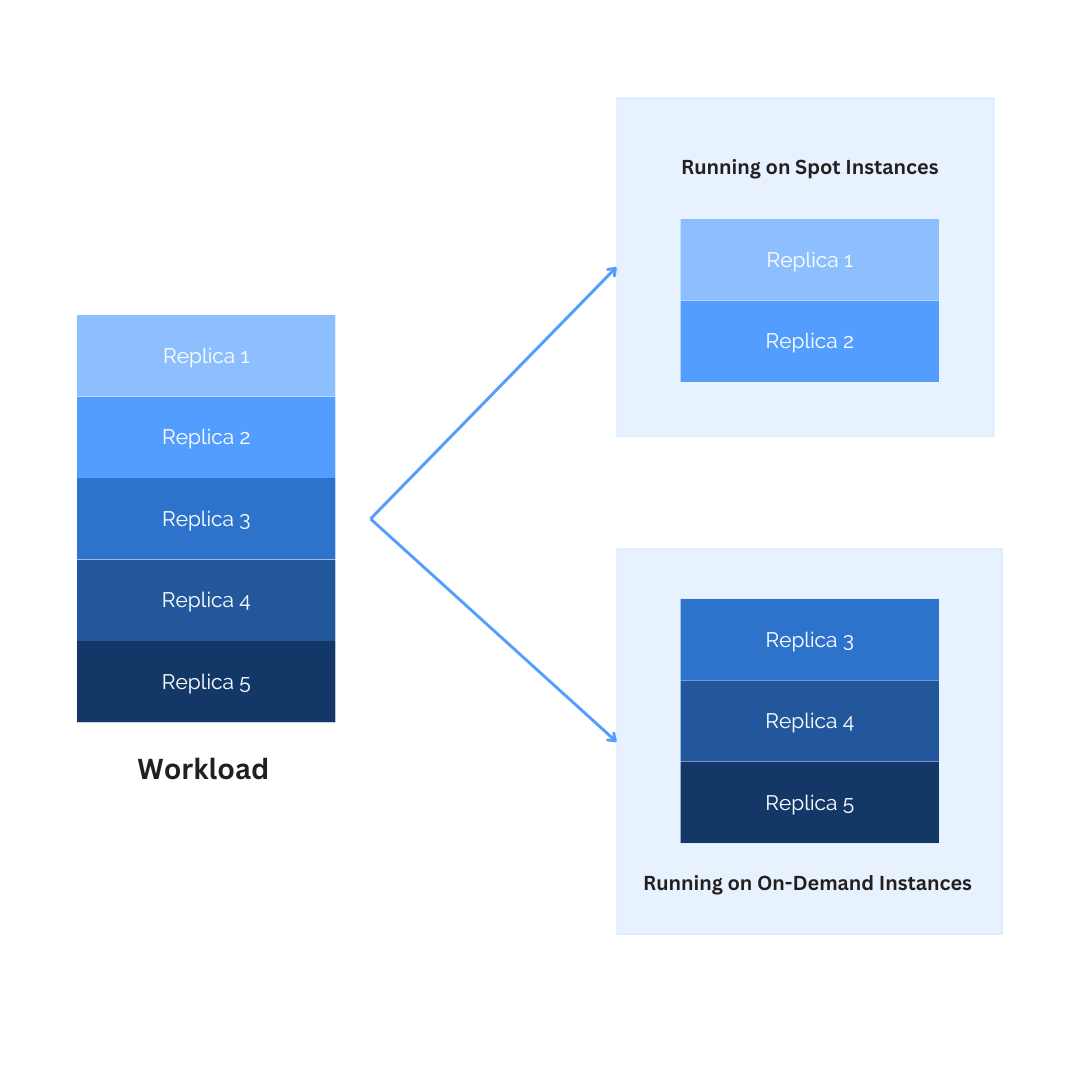 Replica 1
Replica 2
Replica 3
Replica 4
Replica 5
Workload
Running on Spot Instances
Replica 1
Replica 2
Replica 3
Replica 4
Replica 5
Running on On-Demand Instances